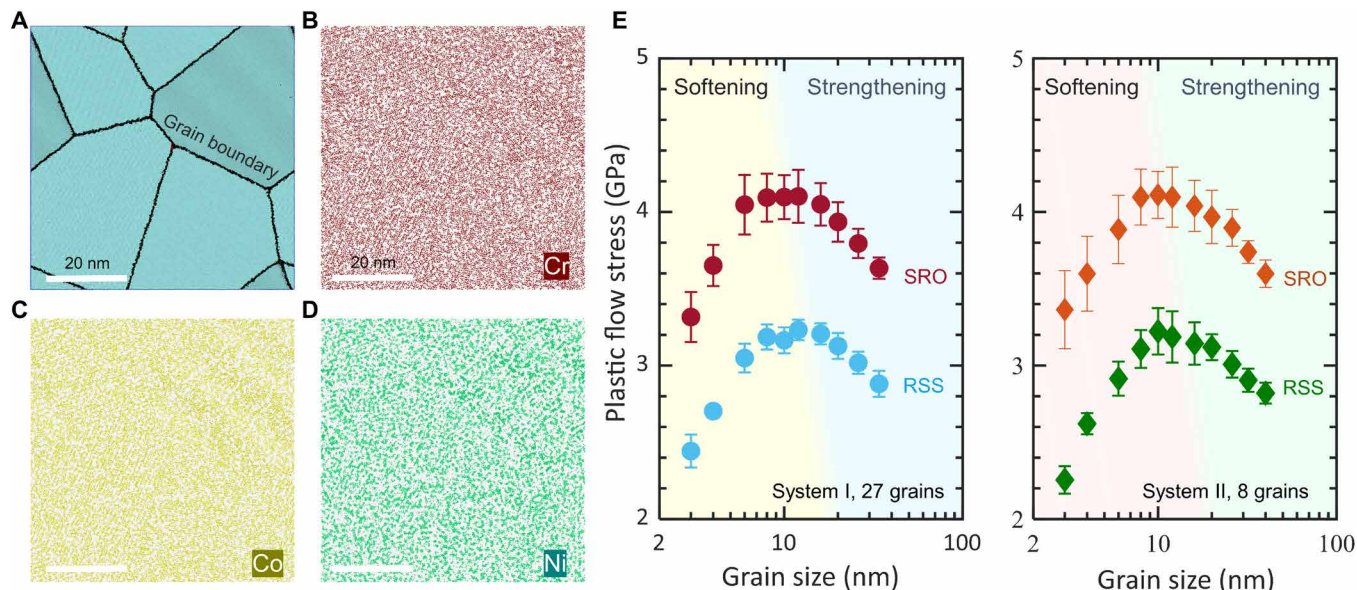 A
Grain boundary
20 nm
B
20 nm
Cr
C
Co
D
Ni
E
Plastic flow stress (GPa)
5
4
3
2
Softening
Strengthening
SRO
RSS
System I, 27 grains
2
10
100
Grain size (nm)
5
4
3
2
Softening
Strengthening
SRO
RSS
System II, 8 grains
2
10
100
Grain size (nm)